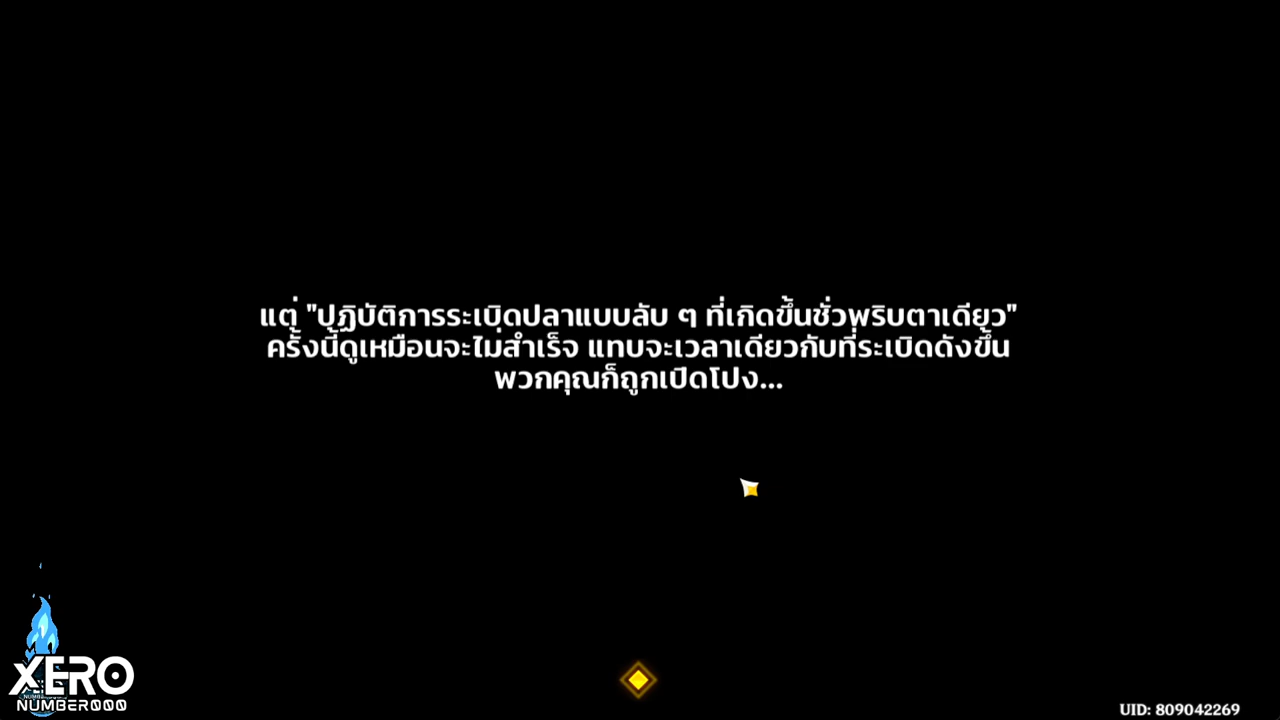 แต่ "ปฏิบัติการระเบิดปลาแบบลับ ๆ ที่เกิดขึ้นชั่วพริบตาเดียว"
ครั้งนี้ดูเหมือนจะไม่สำเร็จ แทบจะเวลาเดียวกับที่ระเบิดดังขึ้น
พวกคุณก็ถูกเปิดโปง...
XERO
NUMBER000
UID: 809042269